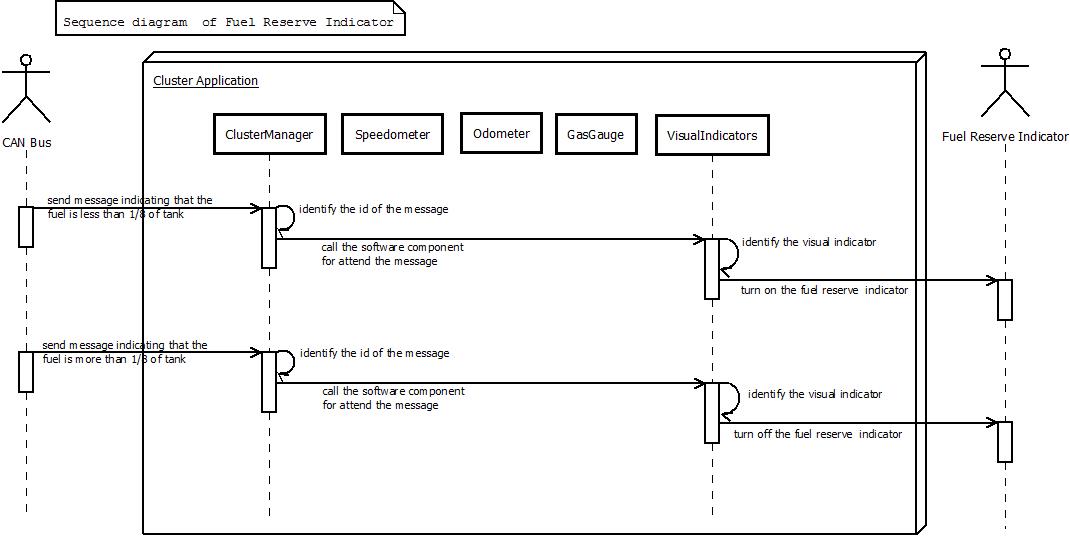 Sequence diagram  of Fuel Reserve Indicator
Cluster Application
ClusterManager
Speedometer
Odometer
GasGauge
VisualIndicators
CAN Bus
Fuel Reserve Indicator
send message indicating that the
fuel is less than 1/8 of tank
identify the id of the message
call the software component
for attend the message
identify the visual indicator
turn on the fuel reserve  indicator
send message indicating that the
fuel is more than 1/8 of tank
identify the id of the message
call the software component
for attend the message
identify the visual indicator
turn off the fuel reserve  indicator